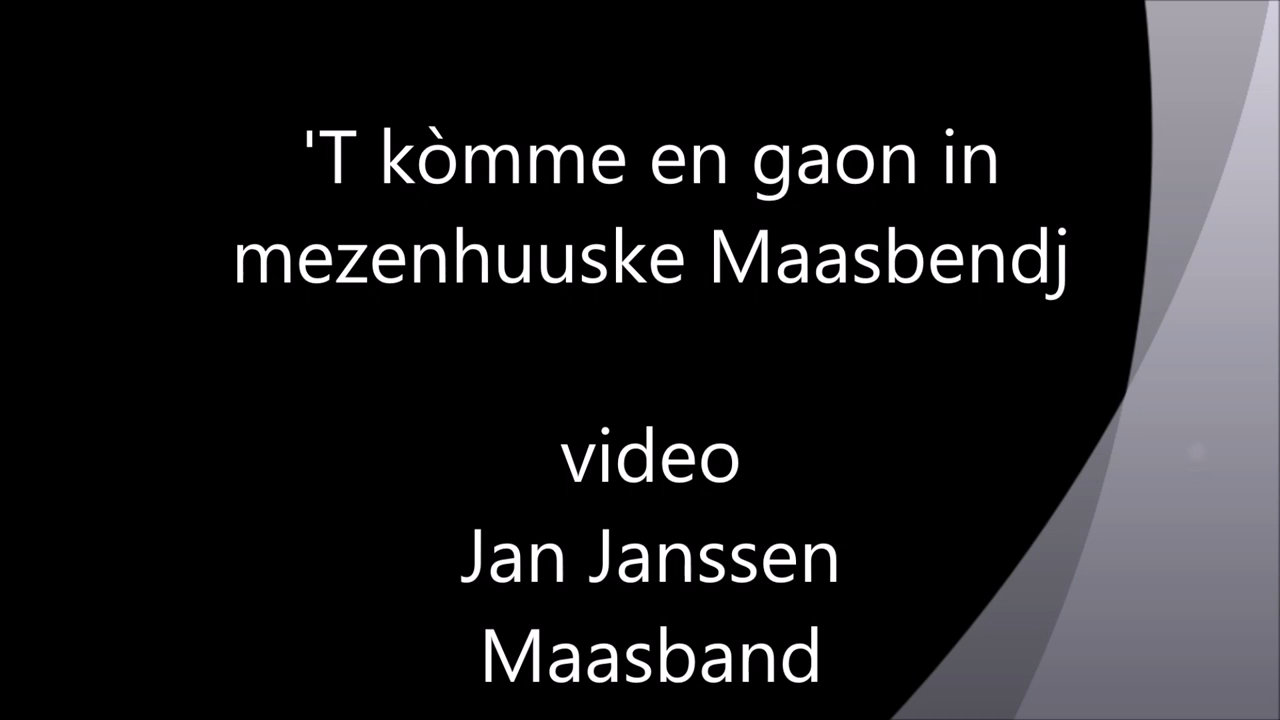 'T kòmme en gaon in
mezenhuuske Maasbendj
video
Jan Janssen
Maasband